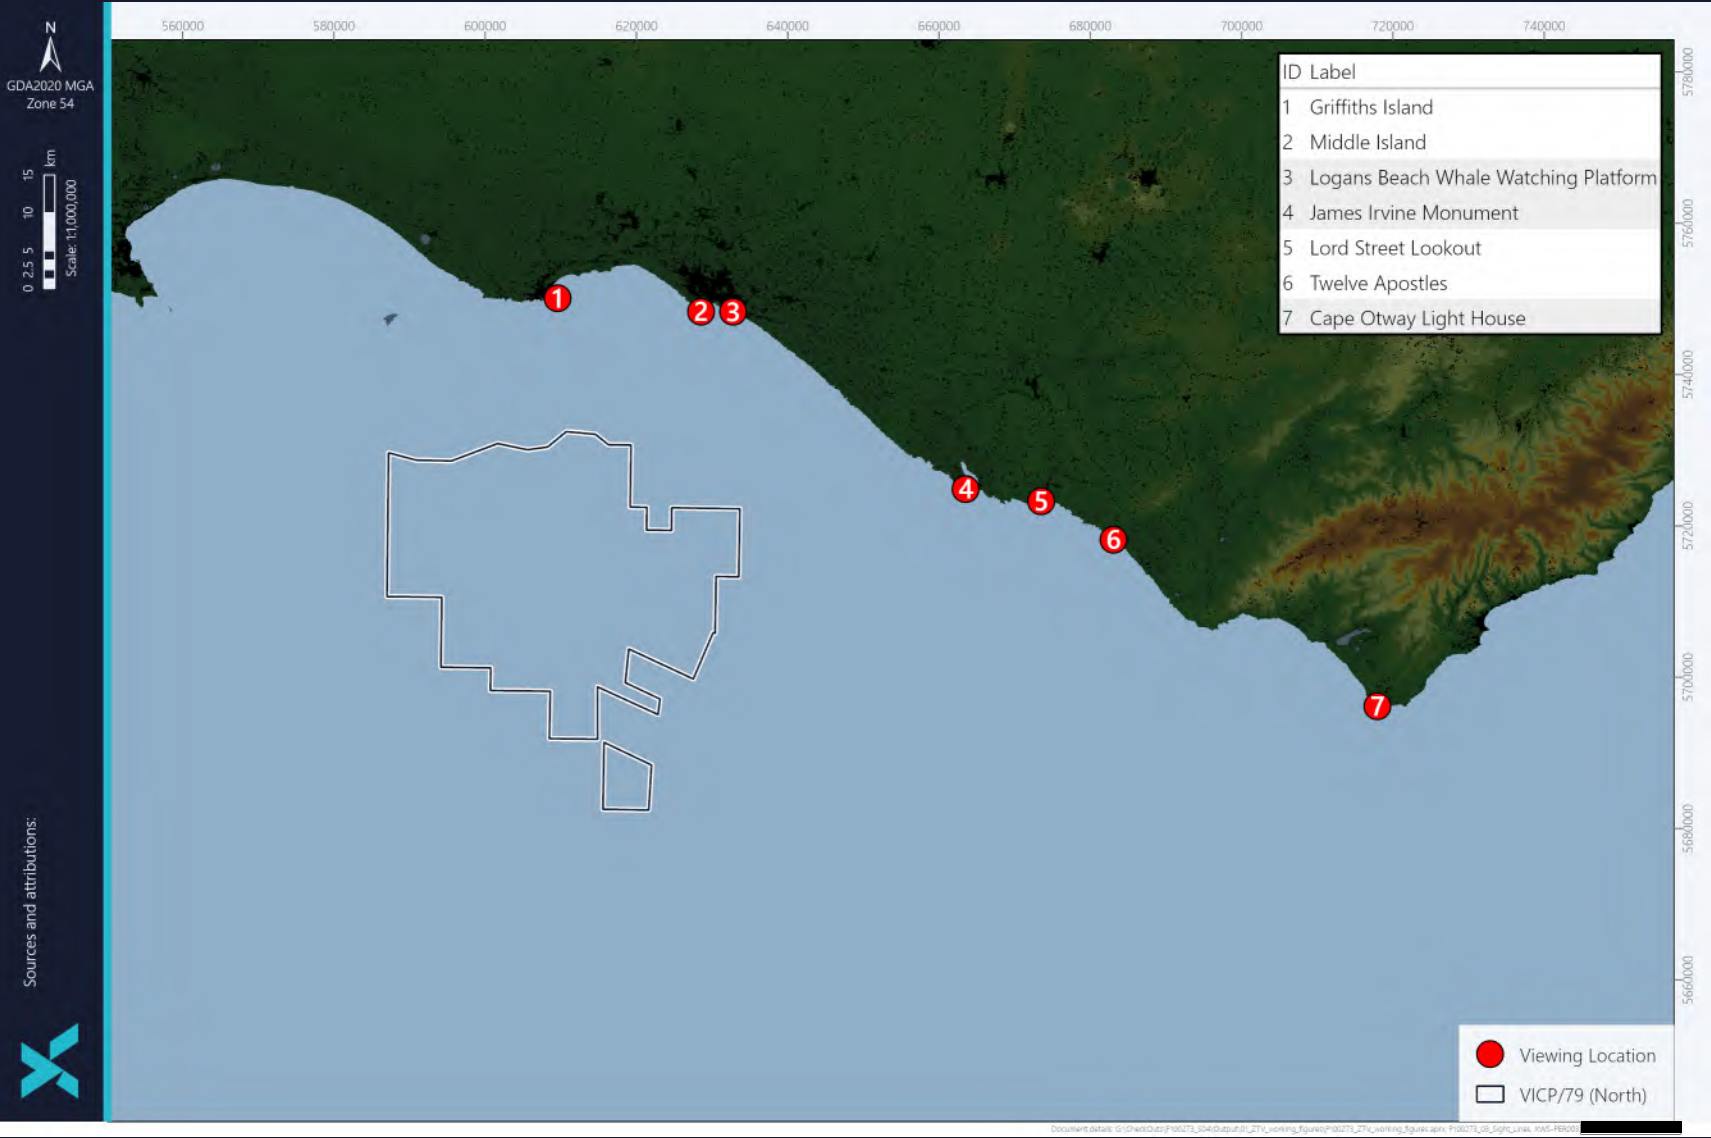 560000 580000 600000 620000 640000 660000 680000 700000 720000 740000
N
GDA2020 MGA
Zone 54
0 2.5 5 10 15 km
Scale: 1:1,000,000
ID Label
1 Griffiths Island
2 Middle Island
3 Logans Beach Whale Watching Platform
4 James Irvine Monument
5 Lord Street Lookout
6 Twelve Apostles
7 Cape Otway Light House
5780000
5760000
5740000
5720000
5700000
5680000
5660000
1
2
3
4
5
6
7
Sources and attributions:
Viewing Location
VICP/79 (North)
Document details: